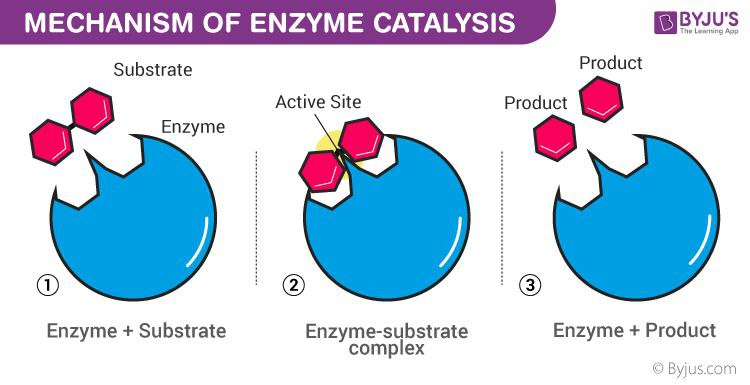 MECHANISM OF ENZYME CATALYSIS
BYJU'S
The Learning App
Substrate
Enzyme
Active Site
Product
Product
1
2
3
Enzyme + Substrate
Enzyme-substrate
complex
Enzyme + Product
© Byjus.com